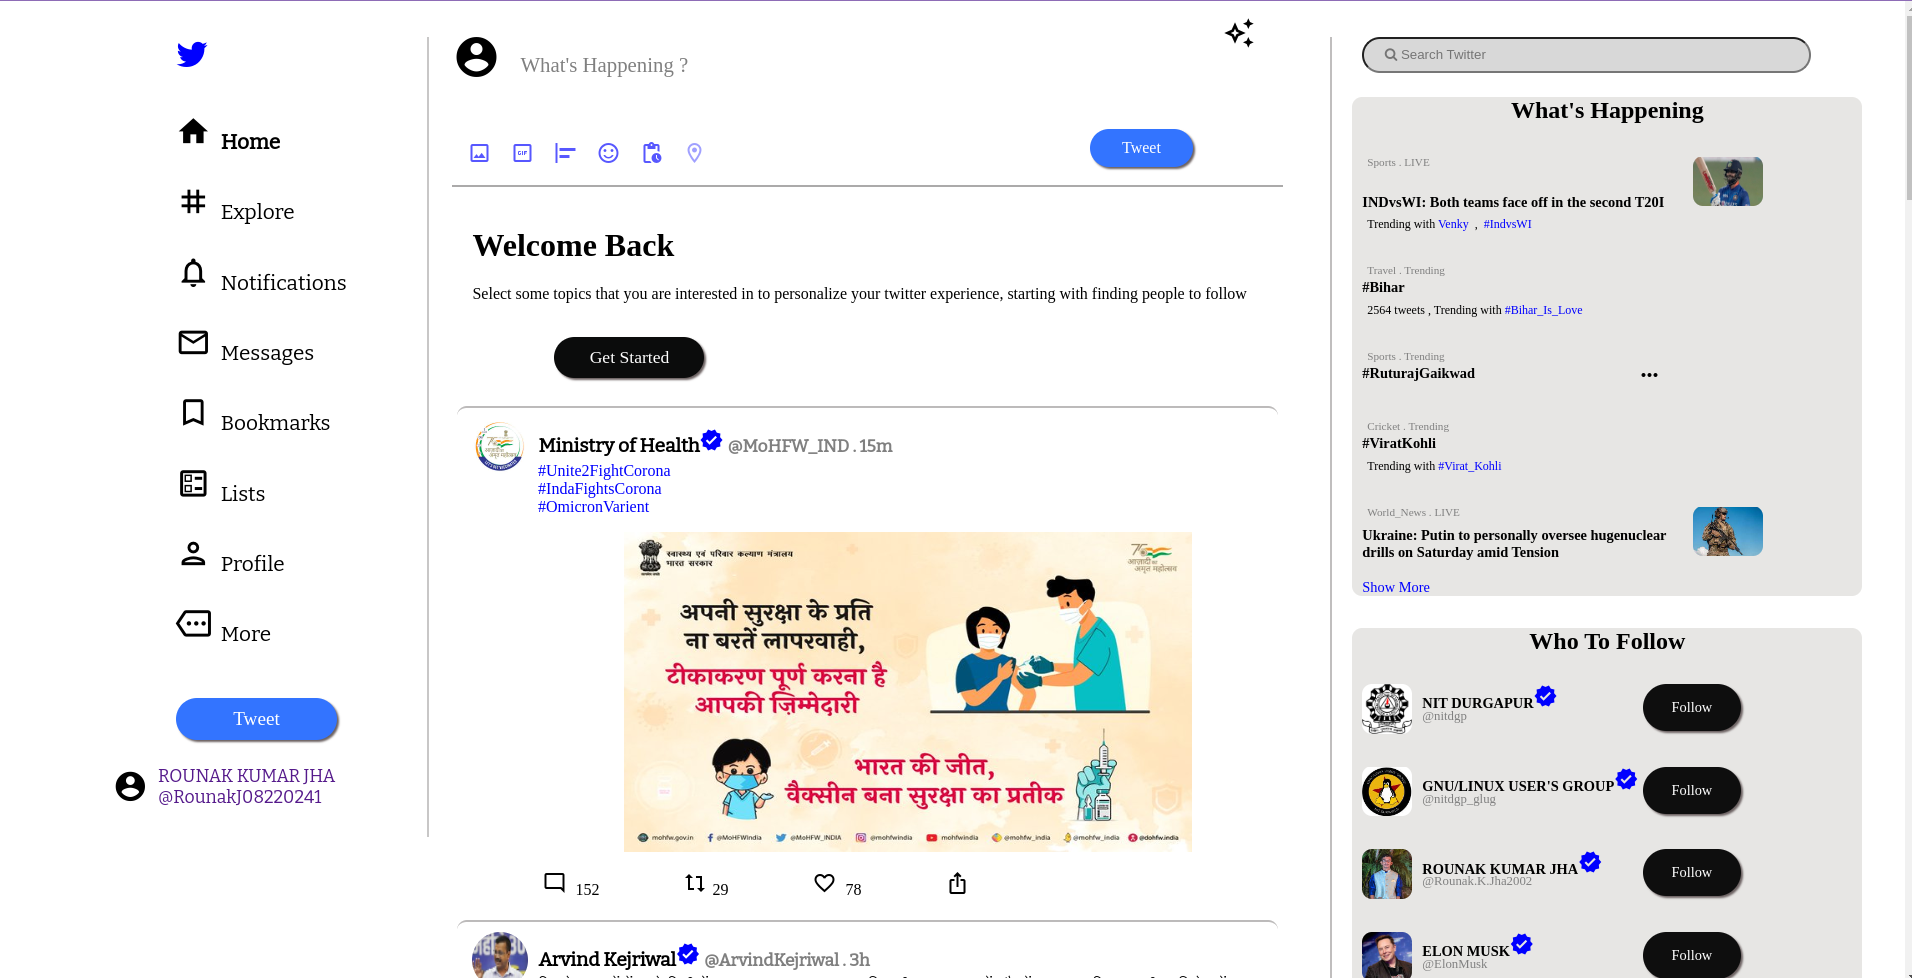 Home
Explore
Notifications
Messages
Bookmarks
Lists
Profile
More
Tweet
ROUNAK KUMAR JHA
@RounakJ08220241
What's Happening ?
GIF
Tweet
Welcome Back
Select some topics that you are interested in to personalize your twitter experience, starting with finding people to follow
Get Started
Ministry of Health @MoHFW_IND . 15m
#Unite2FightCorona
#IndaFightsCorona
#OmicronVarient
स्वास्थ्य एवं परिवार कल्याण मंत्रालय
भारत सरकार
आज़ादी का
अमृत महोत्सव
अपनी सुरक्षा के प्रति
ना बरतें लापरवाही,
टीकाकरण पूर्ण करना है
आपकी ज़िम्मेदारी
भारत की जीत,
वैक्सीन बना सुरक्षा का प्रतीक
mohfw.gov.in @MoHFWIndia @MoHFW_INDIA @mohfwindia mohfwindia @mohfw_india @mohfw_india @dohfw.india
152 29 78
Arvind Kejriwal @ArvindKejriwal . 3h
Search Twitter
What's Happening
Sports . LIVE
INDvsWI: Both teams face off in the second T20I
Trending with Venky , #IndvsWI
Travel . Trending
#Bihar
2564 tweets , Trending with #Bihar_Is_Love
Sports . Trending
#RuturajGaikwad
Cricket . Trending
#ViratKohli
Trending with #Virat_Kohli
World_News . LIVE
Ukraine: Putin to personally oversee hugenuclear
drills on Saturday amid Tension
Show More
Who To Follow
NIT DURGAPUR
@nitdgp
Follow
GNU/LINUX USER'S GROUP
@nitdgp_glug
Follow
ROUNAK KUMAR JHA
@Rounak.K.Jha2002
Follow
ELON MUSK
@ElonMusk
Follow